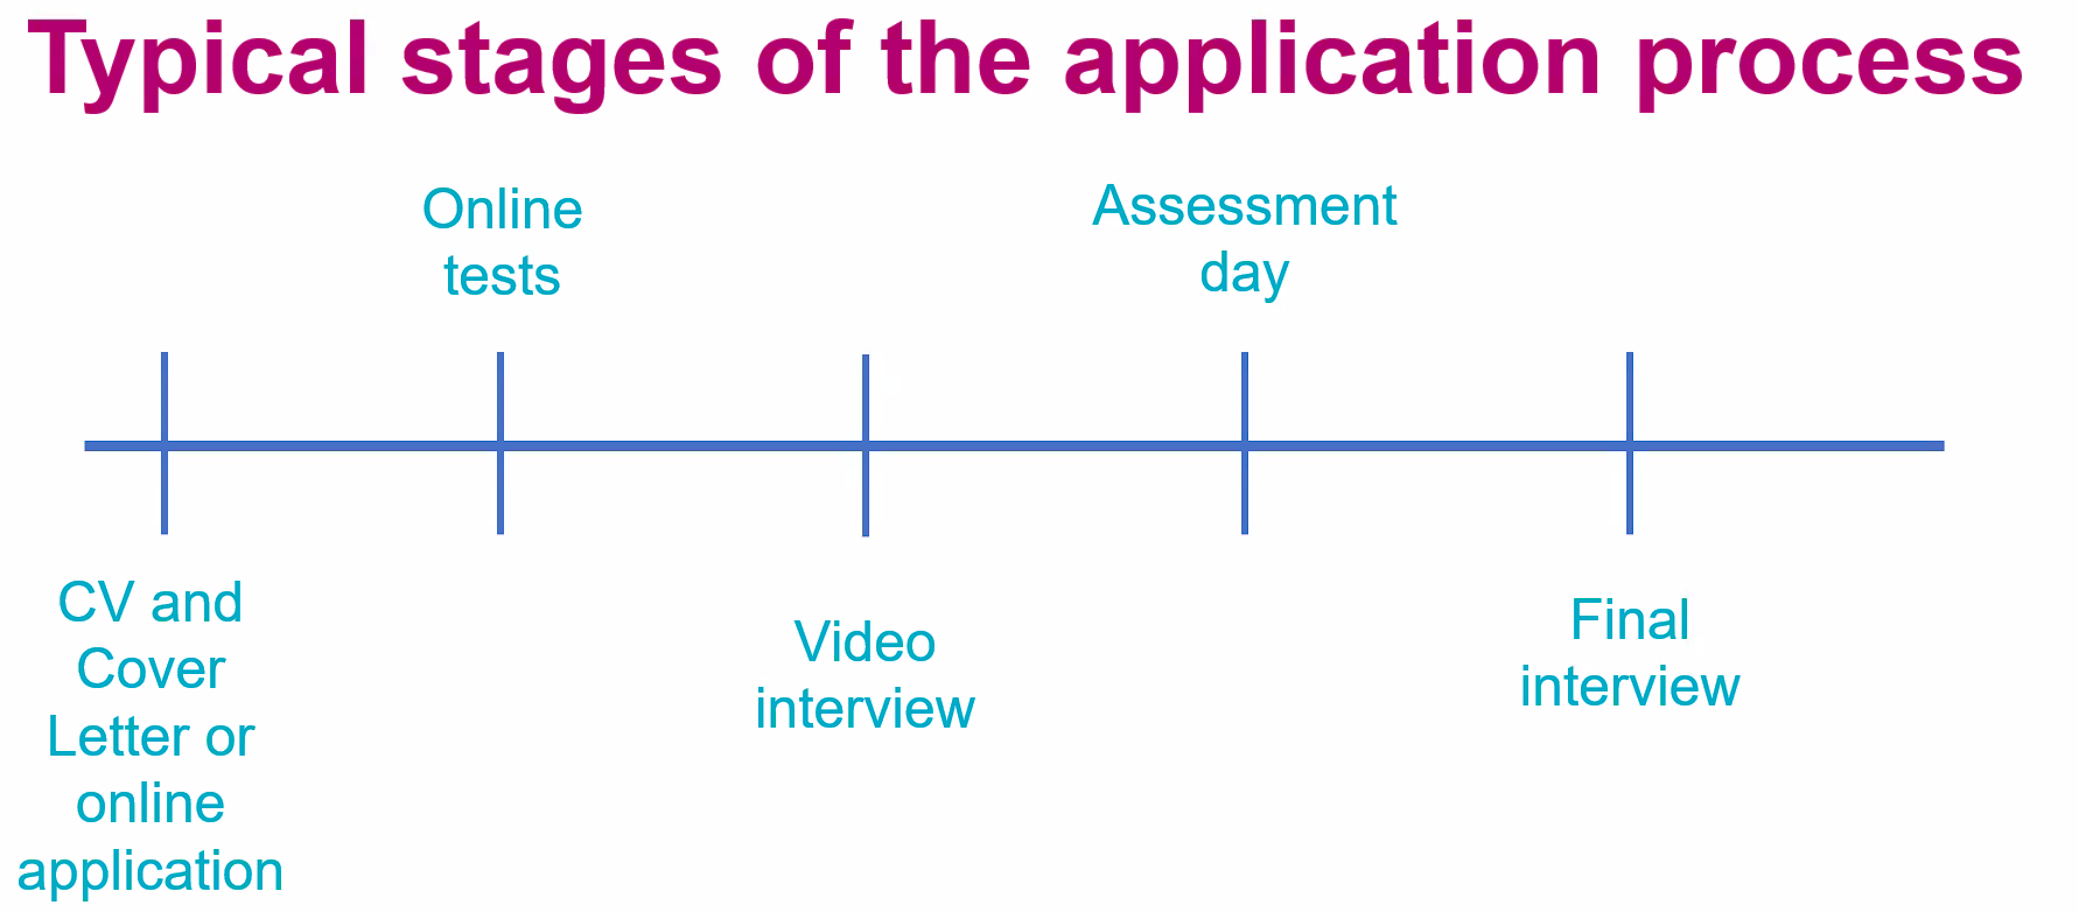 Typical stages of the application process
Online
tests
Assessment
day
CV and
Cover
Letter or
online
application
Video
interview
Final
interview